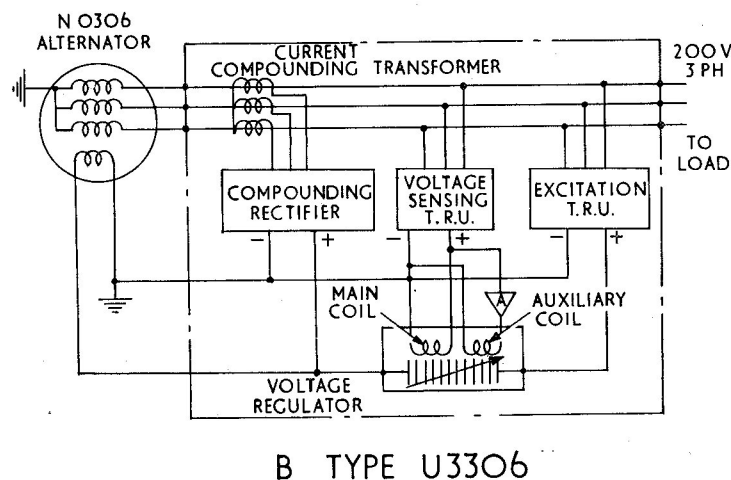 N 0306
ALTERNATOR
CURRENT
COMPOUNDING TRANSFORMER
200 V
3 PH
TO
LOAD
COMPOUNDING
RECTIFIER
VOLTAGE
SENSING
T.R.U.
EXCITATION
T.R.U.
- +
- +
- +
MAIN
COIL
A
AUXILIARY
COIL
VOLTAGE
REGULATOR
B TYPE U3306